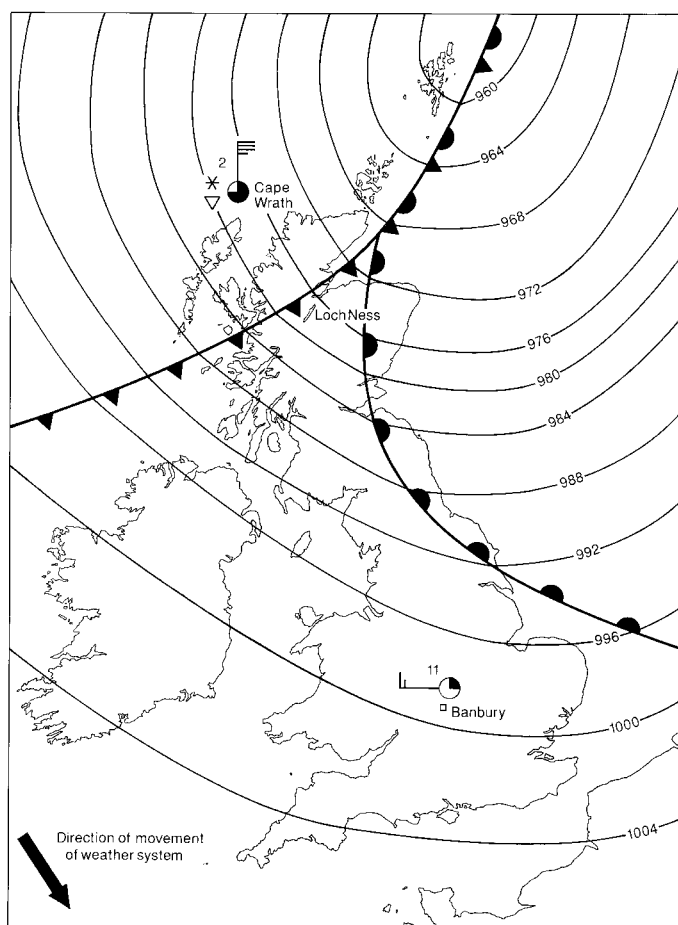 960
964
2
Cape
Wrath
968
972
Loch Ness
976
980
984
988
992
996
11
Banbury
1000
1004
Direction of movement
of weather system